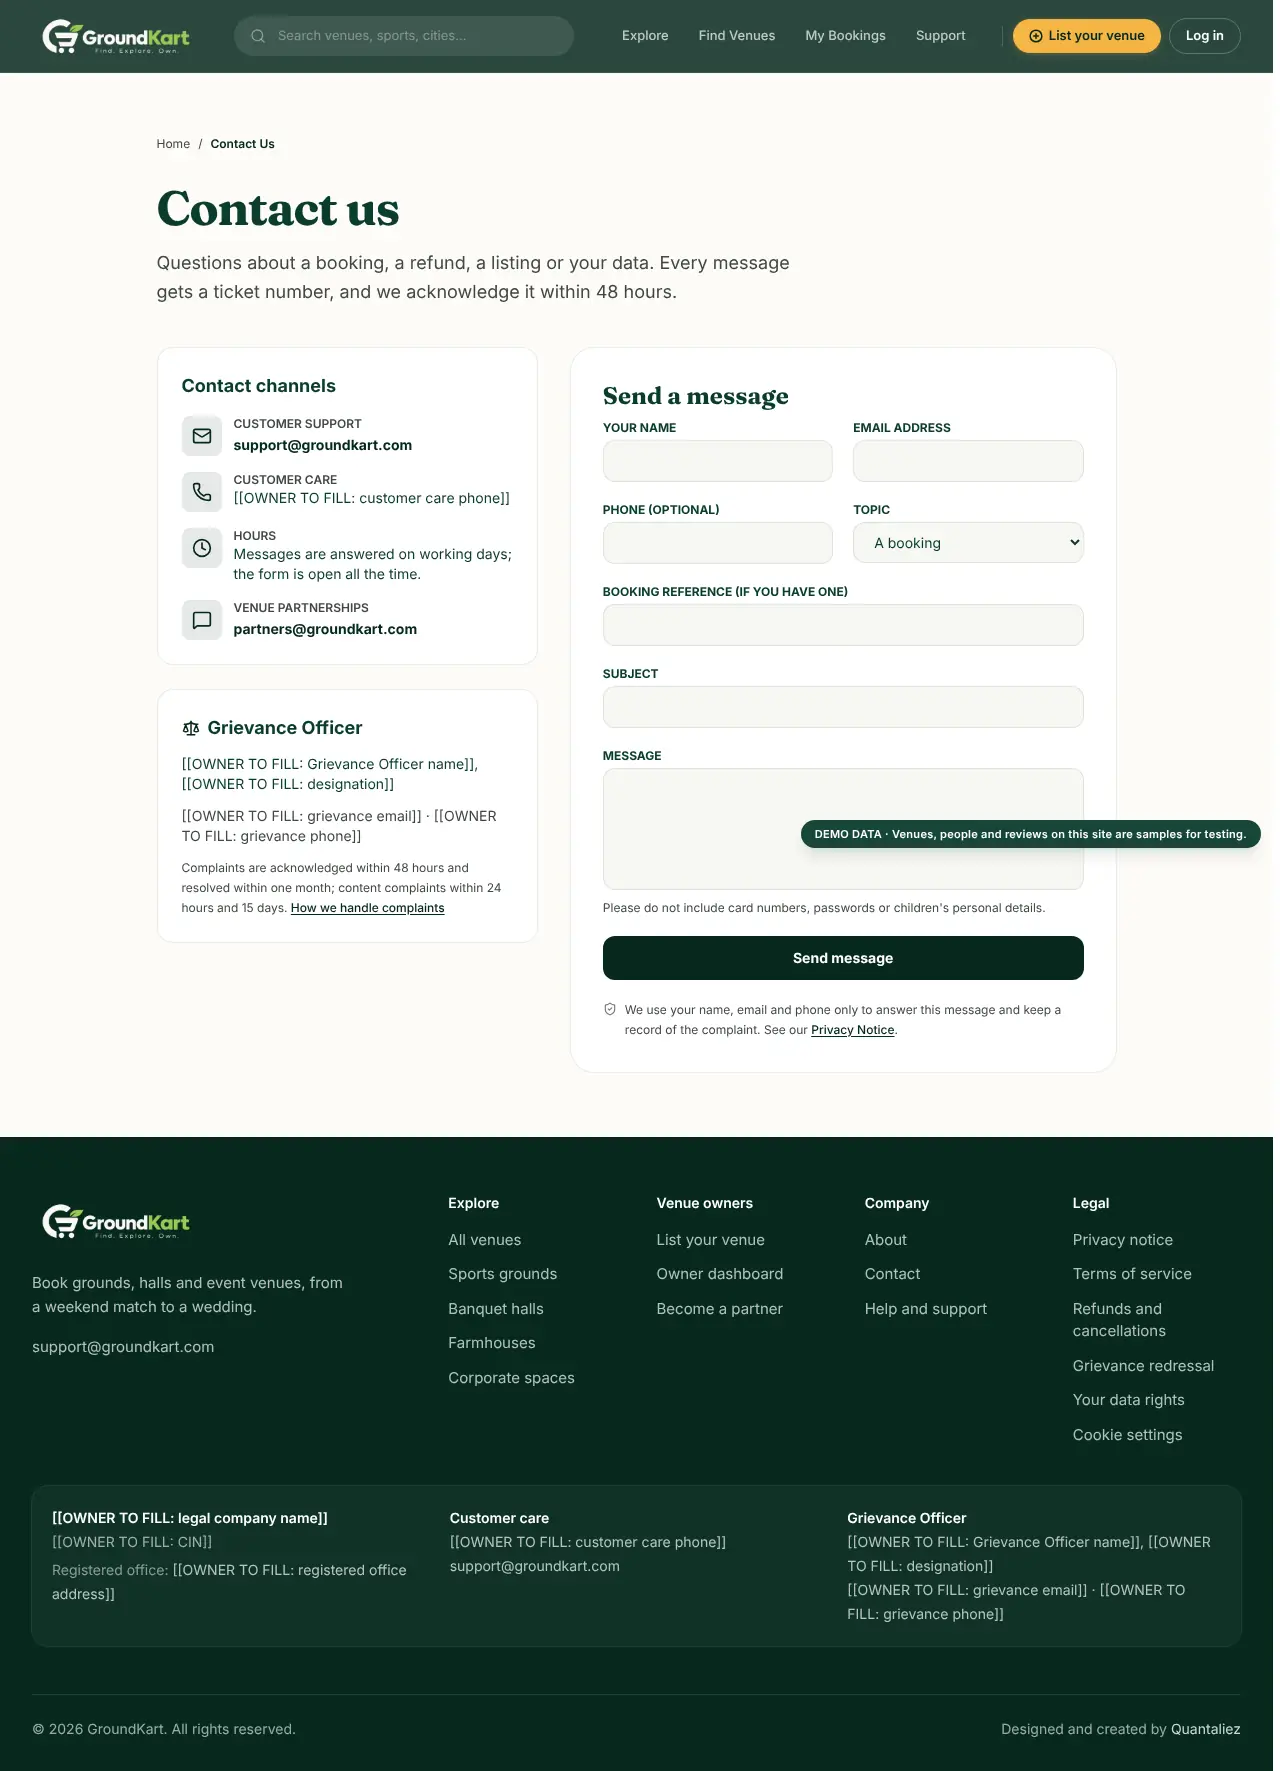 GroundKart
Find. Explore. Own.
Search venues, sports, cities...
Explore
Find Venues
My Bookings
Support
List your venue
Log in
Home / Contact Us
Contact us
Questions about a booking, a refund, a listing or your data. Every message
gets a ticket number, and we acknowledge it within 48 hours.
Contact channels
CUSTOMER SUPPORT
support@groundkart.com
CUSTOMER CARE
[[OWNER TO FILL: customer care phone]]
HOURS
Messages are answered on working days;
the form is open all the time.
VENUE PARTNERSHIPS
partners@groundkart.com
Grievance Officer
[[OWNER TO FILL: Grievance Officer name]],
[[OWNER TO FILL: designation]]
[[OWNER TO FILL: grievance email]] · [[OWNER
TO FILL: grievance phone]]
Complaints are acknowledged within 48 hours and
resolved within one month; content complaints within 24
hours and 15 days. How we handle complaints
Send a message
YOUR NAME
EMAIL ADDRESS
PHONE (OPTIONAL)
TOPIC
A booking
BOOKING REFERENCE (IF YOU HAVE ONE)
SUBJECT
MESSAGE
DEMO DATA · Venues, people and reviews on this site are samples for testing.
Please do not include card numbers, passwords or children's personal details.
Send message
We use your name, email and phone only to answer this message and keep a
record of the complaint. See our Privacy Notice.
GroundKart
Find. Explore. Own.
Book grounds, halls and event venues, from
a weekend match to a wedding.
support@groundkart.com
Explore
All venues
Sports grounds
Banquet halls
Farmhouses
Corporate spaces
Venue owners
List your venue
Owner dashboard
Become a partner
Company
About
Contact
Help and support
Legal
Privacy notice
Terms of service
Refunds and
cancellations
Grievance redressal
Your data rights
Cookie settings
[[OWNER TO FILL: legal company name]]
[[OWNER TO FILL: CIN]]
Registered office: [[OWNER TO FILL: registered office
address]]
Customer care
[[OWNER TO FILL: customer care phone]]
support@groundkart.com
Grievance Officer
[[OWNER TO FILL: Grievance Officer name]], [[OWNER
TO FILL: designation]]
[[OWNER TO FILL: grievance email]] · [[OWNER TO
FILL: grievance phone]]
© 2026 GroundKart. All rights reserved.
Designed and created by Quantaliez